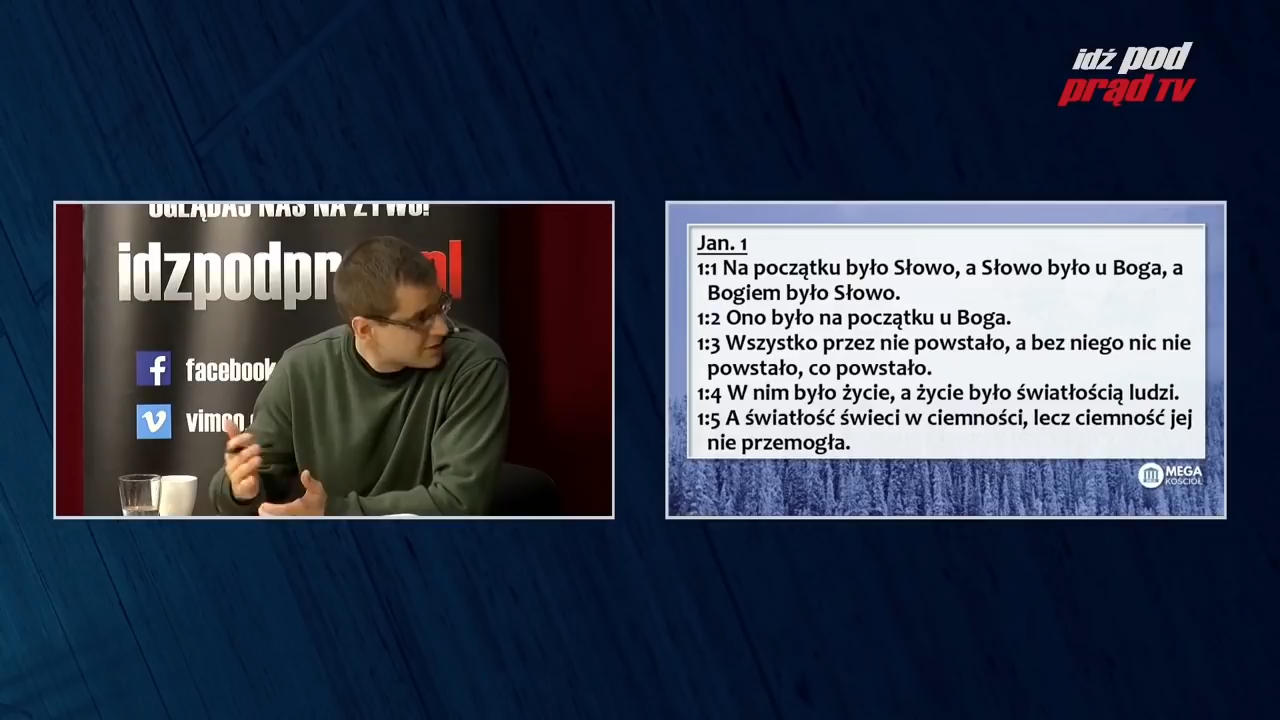 idź pod
prąd TV
OGLĄDAJ NAS NA ŻYWO!
facebook
Jan. 1
1:1 Na początku było Słowo, a Słowo było u Boga, a
Bogiem było Słowo.
1:2 Ono było na początku u Boga.
1:3 Wszystko przez nie powstało, a bez niego nic nie
powstało, co powstało.
1:4 W nim było życie, a życie było światłością ludzi.
1:5 A światłość świeci w ciemności, lecz ciemność jej
nie przemogła.
MEGA
KOŚCIÓŁ